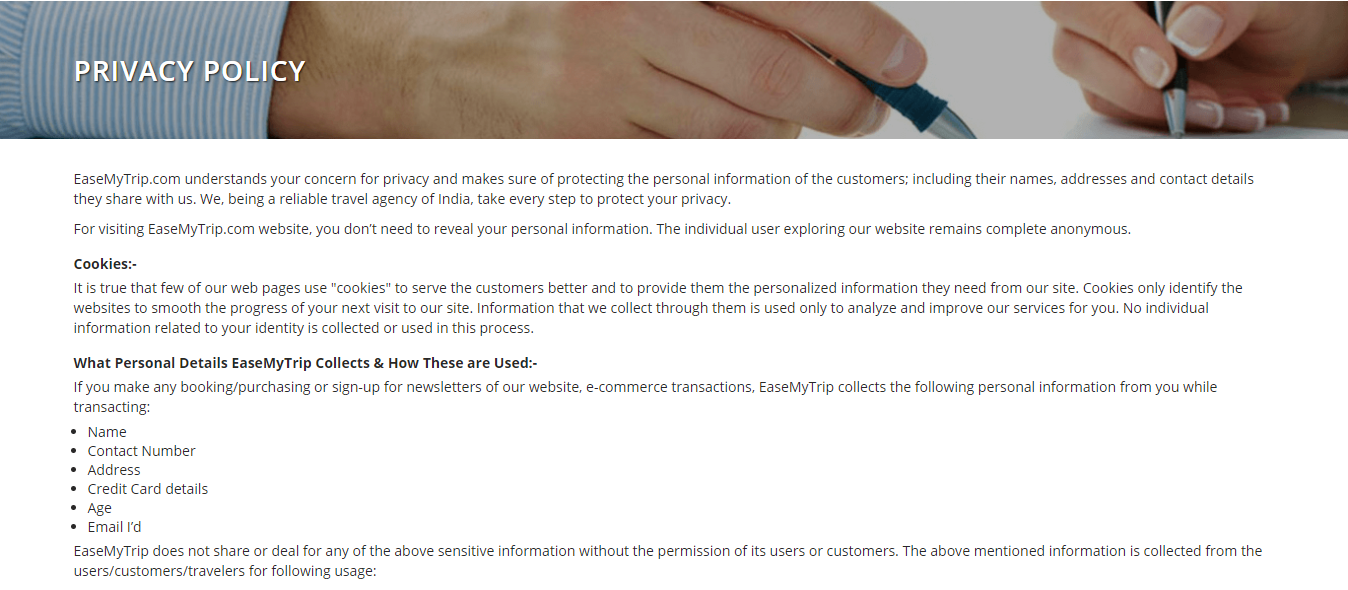 PRIVACY POLICY
EaseMyTrip.com understands your concern for privacy and makes sure of protecting the personal information of the customers; including their names, addresses and contact details
they share with us. We, being a reliable travel agency of India, take every step to protect your privacy.
For visiting EaseMyTrip.com website, you don’t need to reveal your personal information. The individual user exploring our website remains complete anonymous.
Cookies:-
It is true that few of our web pages use "cookies" to serve the customers better and to provide them the personalized information they need from our site. Cookies only identify the
websites to smooth the progress of your next visit to our site. Information that we collect through them is used only to analyze and improve our services for you. No individual
information related to your identity is collected or used in this process.
What Personal Details EaseMyTrip Collects & How These are Used:-
If you make any booking/purchasing or sign-up for newsletters of our website, e-commerce transactions, EaseMyTrip collects the following personal information from you while
transacting:
• Name
• Contact Number
• Address
• Credit Card details
• Age
• Email I’d
EaseMyTrip does not share or deal for any of the above sensitive information without the permission of its users or customers. The above mentioned information is collected from the
users/customers/travelers for following usage: